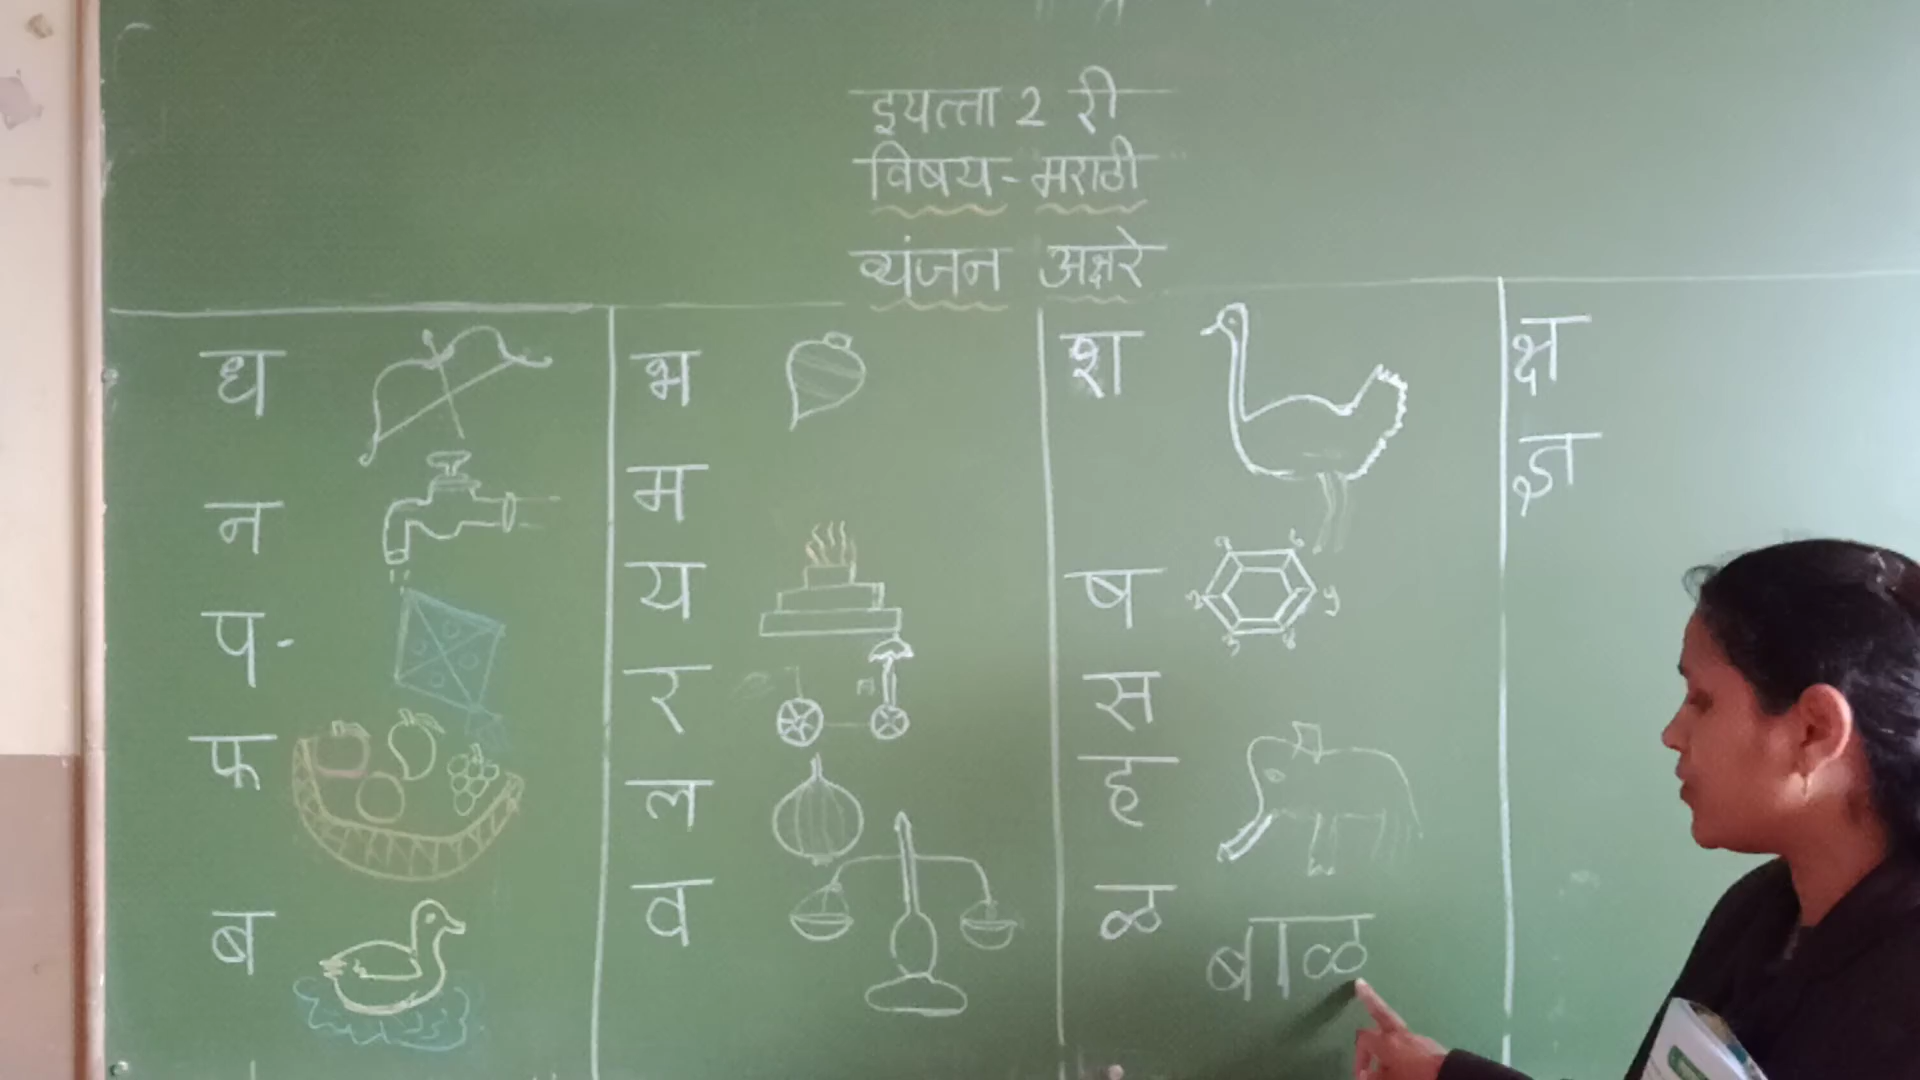 इयत्ता 2 री
विषय- मराठी
व्यंजन अक्षरे
ध
न
प-
फ
ब
भ
म
य
र
ल
व
श
ष
स
ह
ळ
बाळ
क्ष
ज्ञ